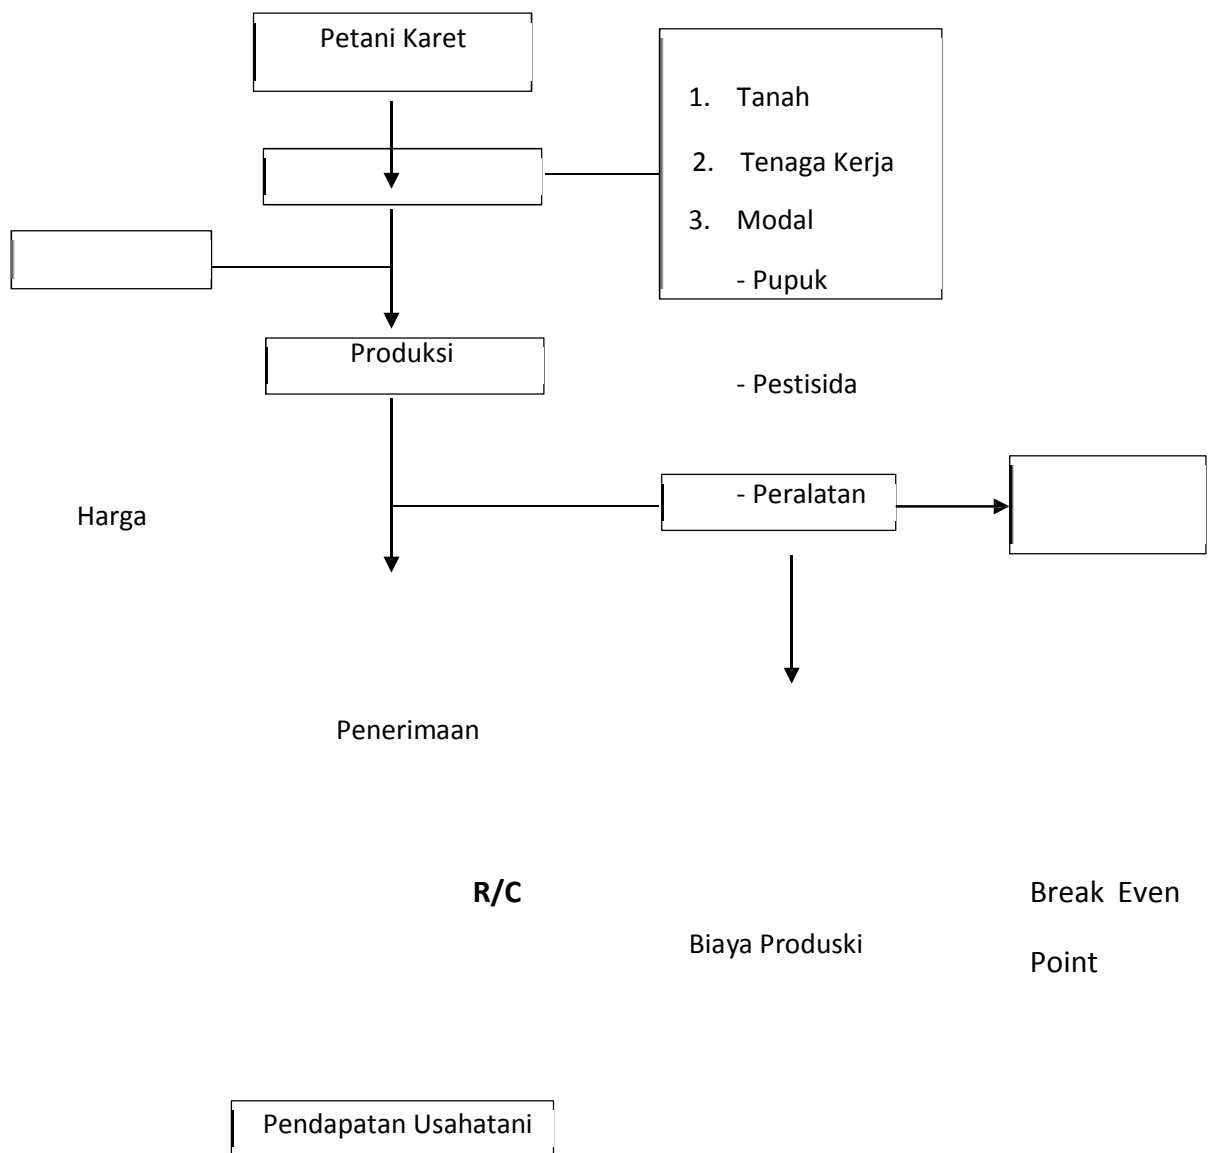 Petani Karet
1. Tanah
2. Tenaga Kerja
3. Modal
- Pupuk
Produksi
- Pestisida
- Peralatan
Harga
Penerimaan
R/C
Break Even
Biaya Produski
Point
Pendapatan Usahatani